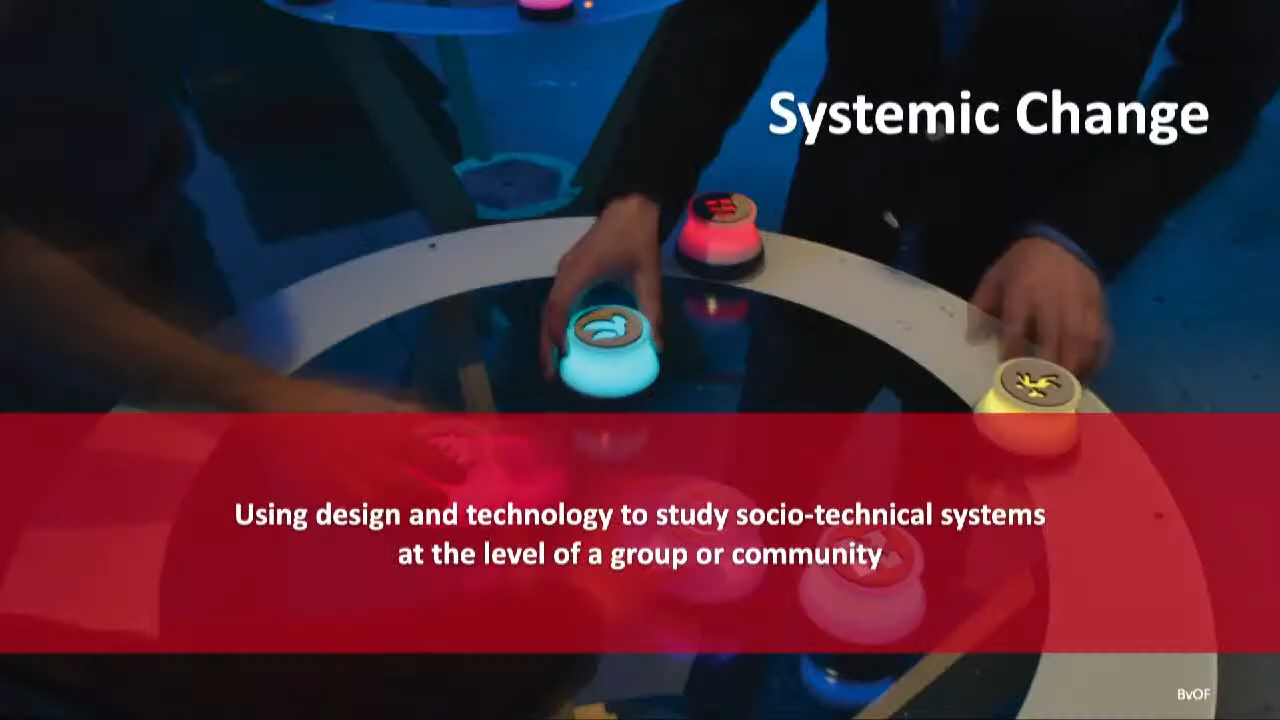 Systemic Change
Using design and technology to study socio-technical systems
at the level of a group or community
BvOF